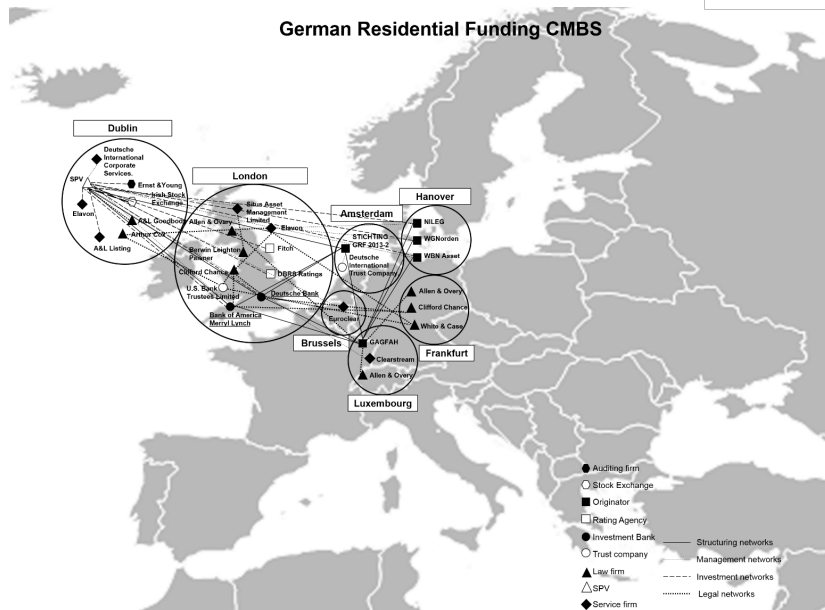 German Residential Funding CMBS
Dublin
Deutsche
International
Corporate
Services.
SPV
Ernst &Young
Irish Stock
Exchange
Elavon
A&L Goodbody
Arthur Cox
A&L Listing
London
Situs Asset
Management
Limited
Allen & Overy
Elavon
Berwin Leighton
Paisner
Fitch
Clifford Chance
DBRS Ratings
U.S. Bank
Trustees Limited
Deutsche Bank
Bank of America
Merryl Lynch
Amsterdam
STICHTING
GRF 2013-2
Deutsche
International
Trust Company
Hanover
NILEG
WGNorden
WBN Asset
Allen & Overy
Clifford Chance
White & Case
Frankfurt
Euroclear
Brussels
GAGFAH
Clearstream
Allen & Overy
Luxembourg
Auditing firm
Stock Exchange
Originator
Rating Agency
Investment Bank
Trust company
Law firm
SPV
Service firm
Structuring networks
Management networks
Investment networks
Legal networks